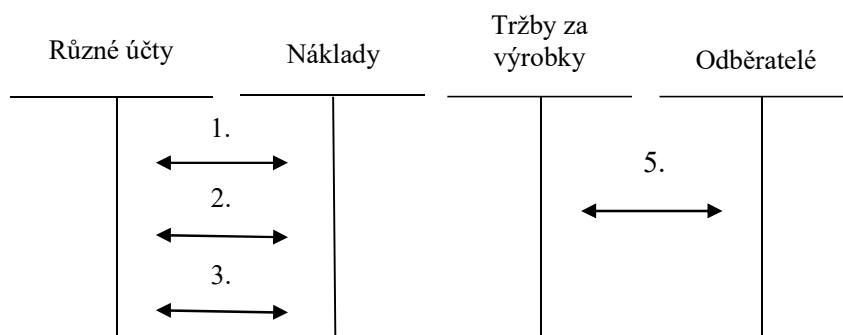 Různé účty
Náklady
Tržby za
výrobky
Odběratelé
1.
2.
3.
5.